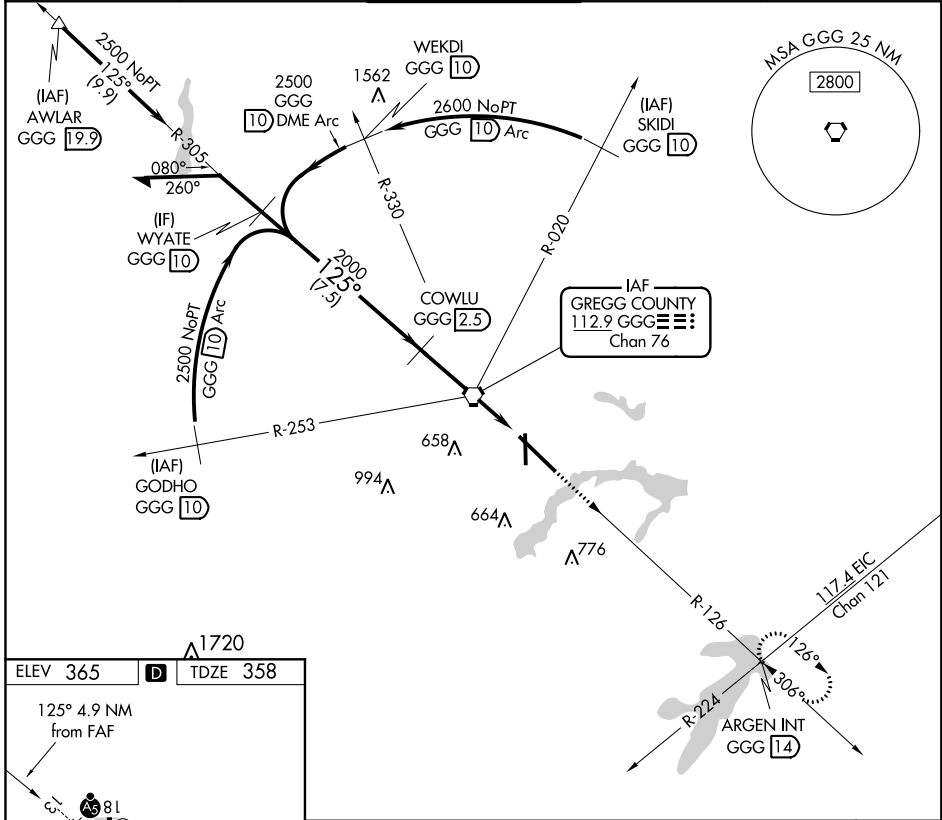 2500 NoPT
125°
(9.9)
(IAF)
AWLAR
GGG 19.9
R-305
080°
260°
(IF)
WYATE
GGG 10
2500
GGG
10 DME Arc
1562
WEKDI
GGG 10
2600 NoPT
GGG 10 Arc
(IAF)
SKIDI
GGG 10
MSA GGG 25 NM
2800
R-330
R-020
2000
125°
(7.5)
COWLU
GGG 2.5
IAF
GREGG COUNTY
112.9 GGG
Chan 76
2500 NoPT
GGG 10 Arc
R-253
(IAF)
GODHO
GGG 10
658
994
664
776
R-126
117.4 EIC
Chan 121
126°
306°
R-224
ARGEN INT
GGG 14
1720
ELEV 365 D TDZE 358
125° 4.9 NM
from FAF
13
A5
18